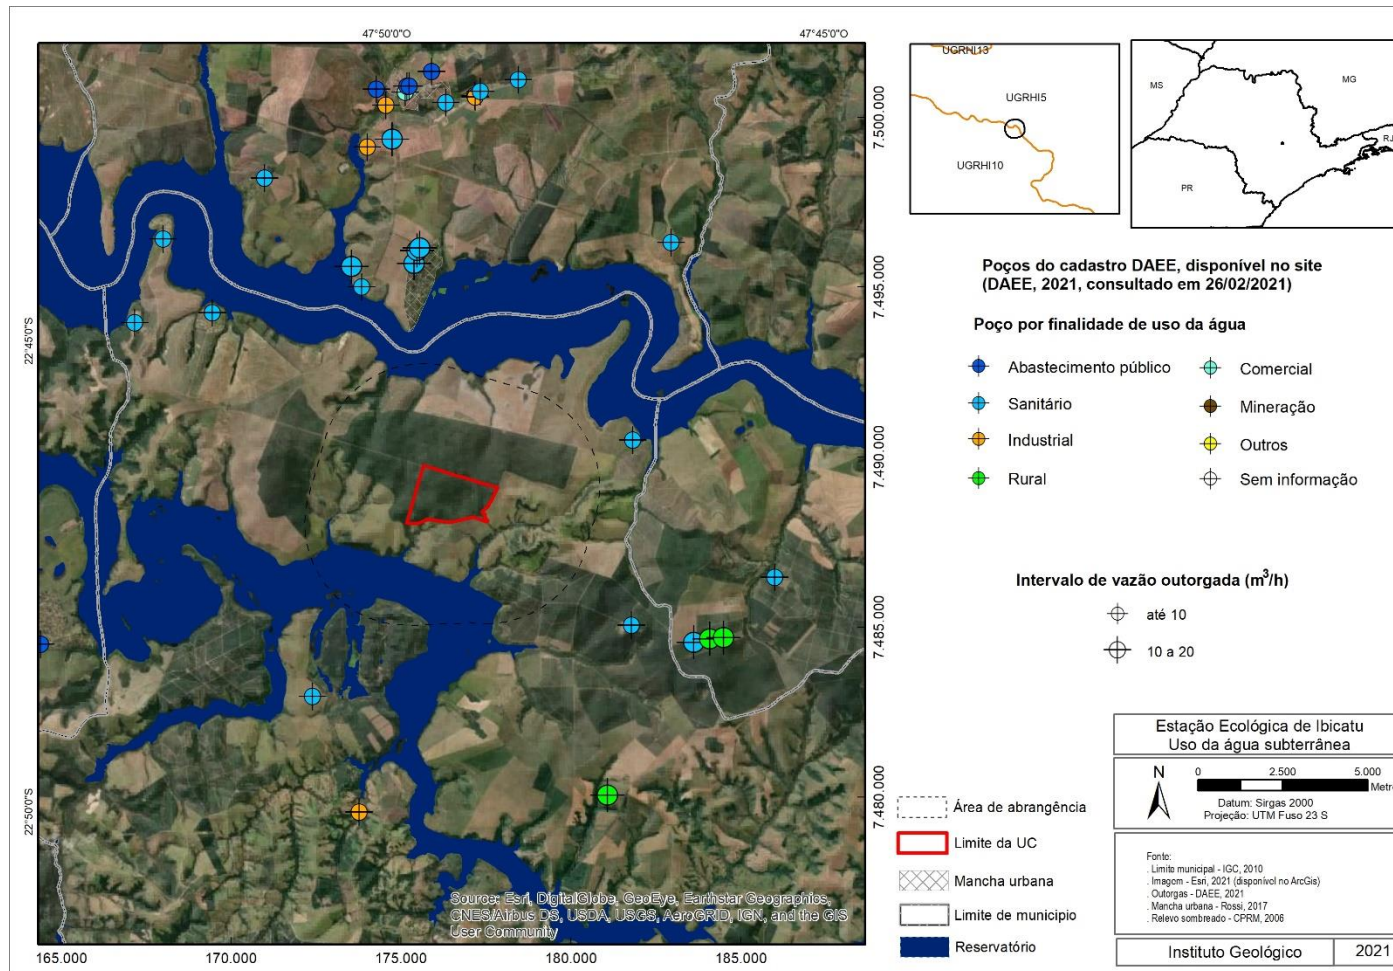 47°50'0"O
47°45'0"O
22°45'0"S
22°50'0"S
7.500.000
7.495.000
7.490.000
7.485.000
7.480.000
165.000
170.000
175.000
180.000
185.000
Source: Esri, DigitalGlobe, GeoEye, Earthstar Geographics,
CNES/Airbus DS, USDA, USGS, AeroGRID, IGN, and the GIS
User Community
UGRHI13
UGRHI5
UGRHI10
MS
MG
RJ
PR
Poços do cadastro DAEE, disponível no site
(DAEE, 2021, consultado em 26/02/2021)
Poço por finalidade de uso da água
Abastecimento público
Sanitário
Industrial
Rural
Comercial
Mineração
Outros
Sem informação
Intervalo de vazão outorgada (m³/h)
até 10
10 a 20
Área de abrangência
Limite da UC
Mancha urbana
Limite de municipio
Reservatório
Estação Ecológica de Ibicatu
Uso da água subterrânea
N
0 2.500 5.000
Metro
Datum: Sirgas 2000
Projeção: UTM Fuso 23 S
Fonte:
. Limite municipal - IGC, 2010
. Imagem - Esri, 2021 (disponível no ArcGis)
. Outorgas - DAEE, 2021
. Mancha urbana - Rossi, 2017
. Relevo sombreado - CPRM, 2006
Instituto Geológico 2021